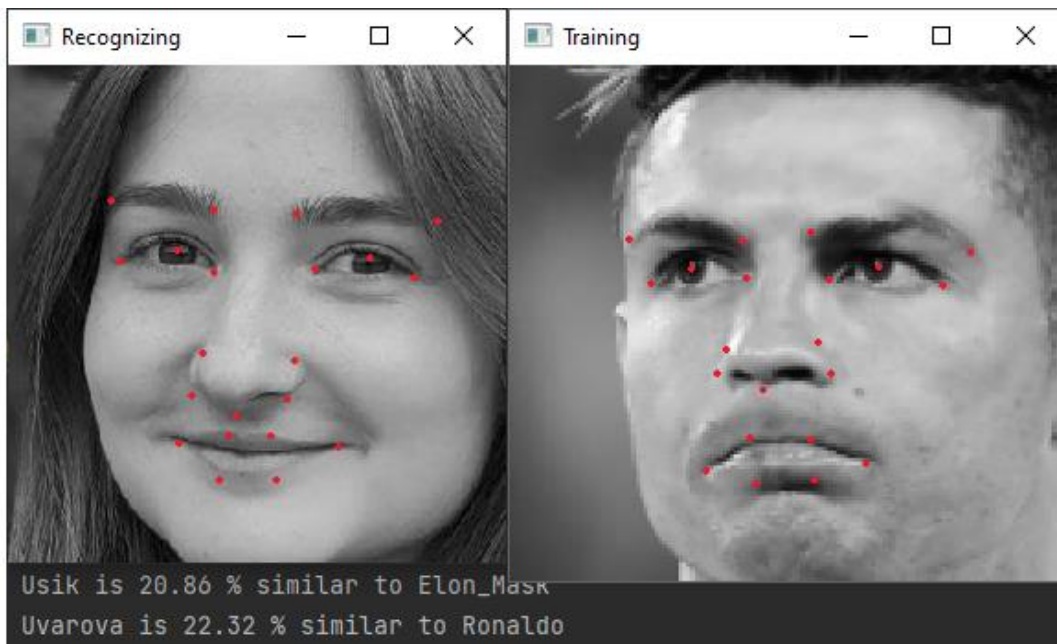 Recognizing
Training
Usik is 20.86 % similar to Elon_Mask
Uvarova is 22.32 % similar to Ronaldo